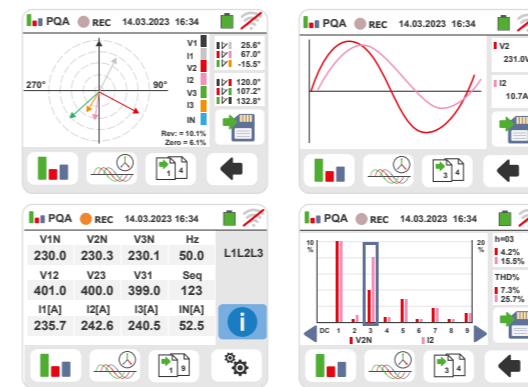 PQA REC 14.03.2023 16:34
V1
I1
V2
I2
V3
I3
IN
270°
90°
25.6°
67.0°
-15.5°
120.0°
107.2°
132.8°
Rev: = 10.1%
Zero = 6.1%
1 4
PQA REC 14.03.2023 16:34
V2
231.0V
I2
10.7A
3 4
PQA REC 14.03.2023 16:34
V1N V2N V3N Hz
230.0 230.3 230.1 50.0
L1L2L3
V12 V23 V31 Seq
401.0 400.0 399.0 123
I1[A] I2[A] I3[A] IN[A]
235.7 242.6 240.5 52.5
i
1 9
PQA REC 14.03.2023 16:34
10
%
20
%
h=03
4.2%
15.5%
THD%
7.3%
25.7%
DC 1 2 3 4 5 6 7 8 9
V2N I2
3 4